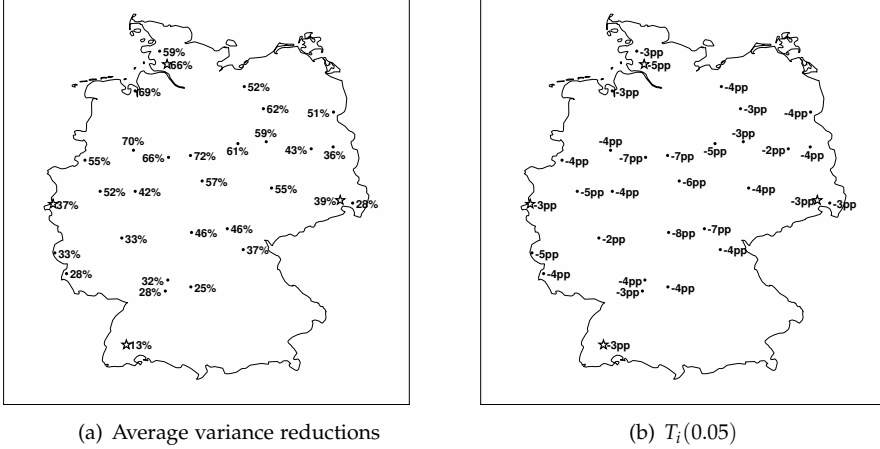 59%
66%
69%
52%
62%
51%
59%
70%
61%
43%
36%
55%
66%
72%
57%
52%
42%
55%
37%
39%
28%
46%
46%
33%
37%
33%
28%
32%
28%
25%
13%
(a) Average variance reductions
-3pp
-5pp
-3pp
-4pp
-3pp
-4pp
-3pp
-4pp
-5pp
-2pp
-4pp
-4pp
-7pp
-7pp
-6pp
-5pp
-4pp
-4pp
-3pp
-3pp
-3pp
-8pp
-7pp
-2pp
-4pp
-5pp
-4pp
-4pp
-3pp
-4pp
-3pp
(b) Ti(0.05)